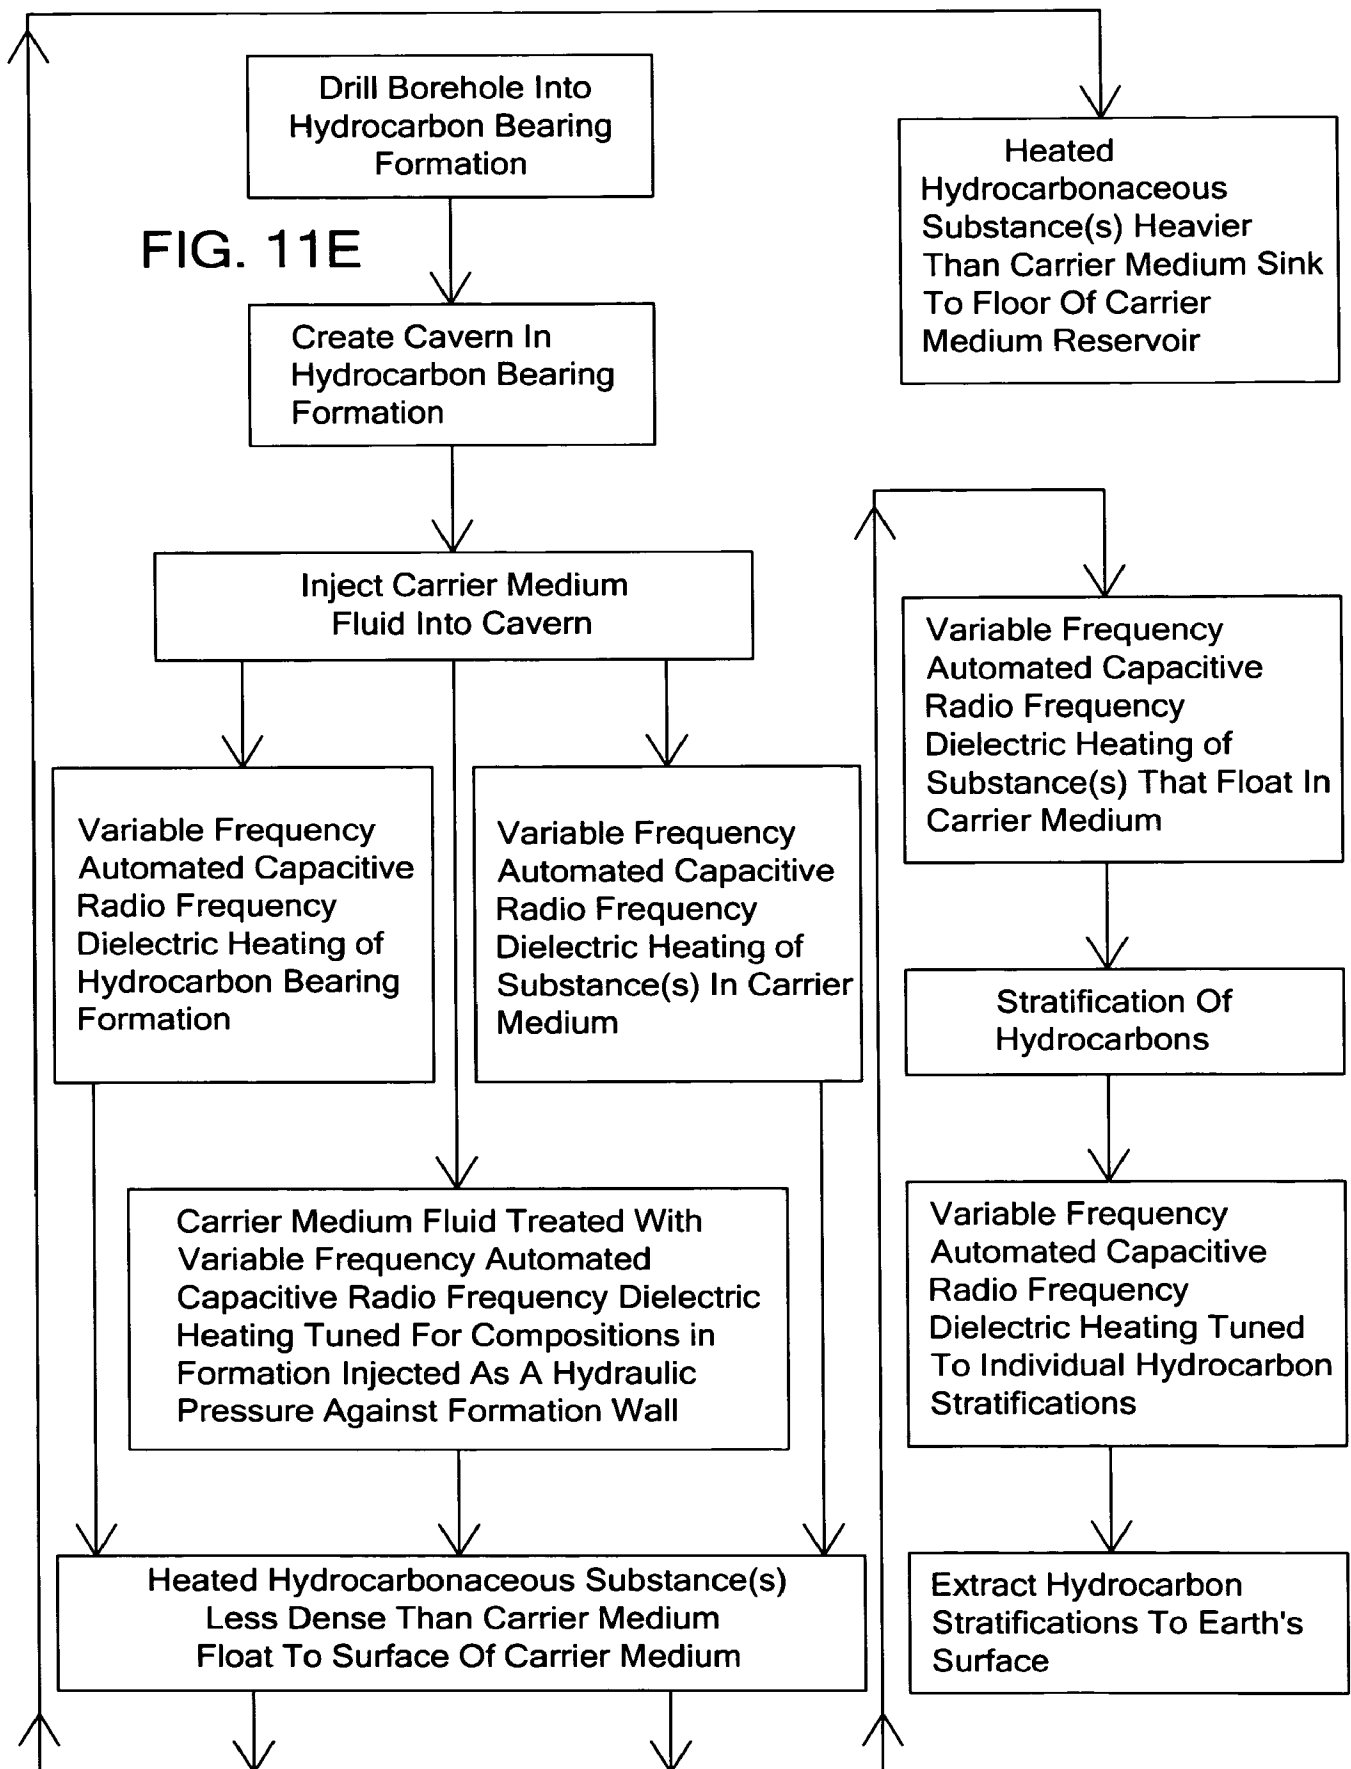 Drill Borehole Into
Hydrocarbon Bearing
Formation
FIG. 11E
Create Cavern In
Hydrocarbon Bearing
Formation
Inject Carrier Medium
Fluid Into Cavern
Variable Frequency
Automated Capacitive
Radio Frequency
Dielectric Heating of
Hydrocarbon Bearing
Formation
Variable Frequency
Automated Capacitive
Radio Frequency
Dielectric Heating of
Substance(s) In Carrier
Medium
Carrier Medium Fluid Treated With
Variable Frequency Automated
Capacitive Radio Frequency Dielectric
Heating Tuned For Compositions in
Formation Injected As A Hydraulic
Pressure Against Formation Wall
Heated Hydrocarbonaceous Substance(s)
Less Dense Than Carrier Medium
Float To Surface Of Carrier Medium
Heated
Hydrocarbonaceous
Substance(s) Heavier
Than Carrier Medium Sink
To Floor Of Carrier
Medium Reservoir
Variable Frequency
Automated Capacitive
Radio Frequency
Dielectric Heating of
Substance(s) That Float In
Carrier Medium
Stratification Of
Hydrocarbons
Variable Frequency
Automated Capacitive
Radio Frequency
Dielectric Heating Tuned
To Individual Hydrocarbon
Stratifications
Extract Hydrocarbon
Stratifications To Earth's
Surface